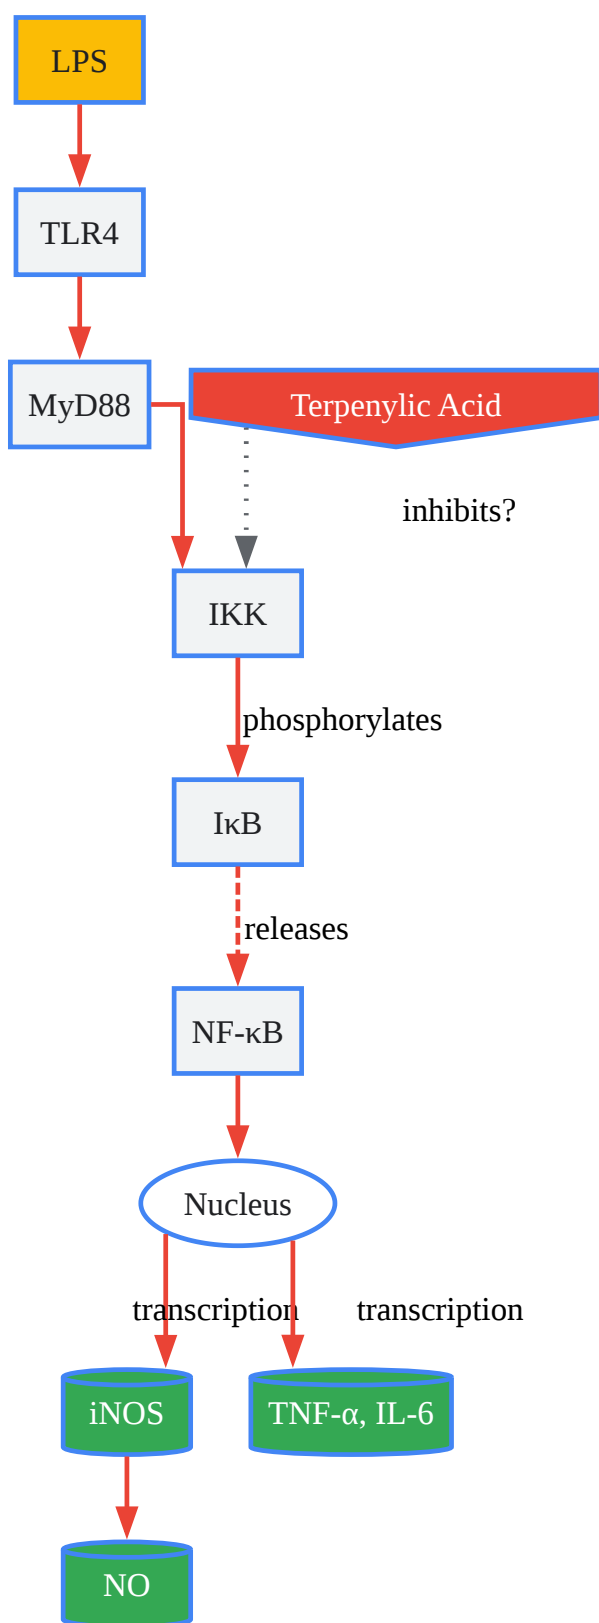 LPS
TLR4
MyD88
Terpenylic Acid
inhibits?
IKK
phosphorylates
IκB
releases
NF-κB
Nucleus
transcription
transcription
iNOS
TNF-α, IL-6
NO